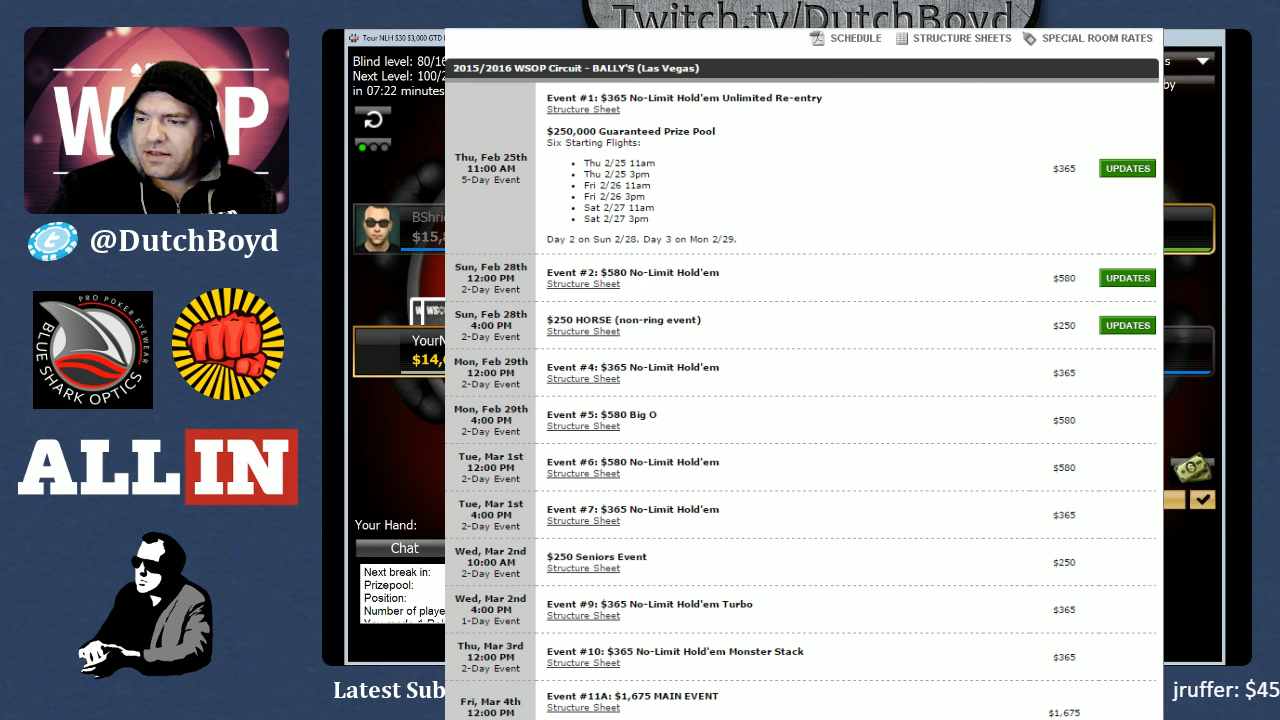 Twitch.tv/DutchBoyd
Tour NLH $30 $3,000 GTD
SCHEDULE
STRUCTURE SHEETS
SPECIAL ROOM RATES
Blind level: 80/16
Next Level: 100/2
in 07:22 minutes
2015/2016 WSOP Circuit - BALLY'S (Las Vegas)
Thu, Feb 25th
11:00 AM
5-Day Event
Event #1: $365 No-Limit Hold'em Unlimited Re-entry
Structure Sheet
$250,000 Guaranteed Prize Pool
Six Starting Flights:
Thu 2/25 11am
Thu 2/25 3pm
Fri 2/26 11am
Fri 2/26 3pm
Sat 2/27 11am
Sat 2/27 3pm
Day 2 on Sun 2/28. Day 3 on Mon 2/29.
$365
UPDATES
Sun, Feb 28th
12:00 PM
2-Day Event
Event #2: $580 No-Limit Hold'em
Structure Sheet
$580
UPDATES
Sun, Feb 28th
4:00 PM
2-Day Event
$250 HORSE (non-ring event)
Structure Sheet
$250
UPDATES
Mon, Feb 29th
12:00 PM
2-Day Event
Event #4: $365 No-Limit Hold'em
Structure Sheet
$365
Mon, Feb 29th
4:00 PM
2-Day Event
Event #5: $580 Big O
Structure Sheet
$580
Tue, Mar 1st
12:00 PM
2-Day Event
Event #6: $580 No-Limit Hold'em
Structure Sheet
$580
Tue, Mar 1st
4:00 PM
2-Day Event
Event #7: $365 No-Limit Hold'em
Structure Sheet
$365
Wed, Mar 2nd
10:00 AM
2-Day Event
$250 Seniors Event
Structure Sheet
$250
Wed, Mar 2nd
4:00 PM
1-Day Event
Event #9: $365 No-Limit Hold'em Turbo
Structure Sheet
$365
Thu, Mar 3rd
12:00 PM
2-Day Event
Event #10: $365 No-Limit Hold'em Monster Stack
Structure Sheet
$365
Fri, Mar 4th
12:00 PM
Event #11A: $1,675 MAIN EVENT
Structure Sheet
$1,675
@DutchBoyd
PRO POKER EYEWEAR
BLUE SHARK OPTICS
ALL IN
BShri
$15,8
YourN
$14,
Your Hand:
Chat
Next break in:
Prizepool:
Position:
Number of playe
Latest Sub
jruffer: $45